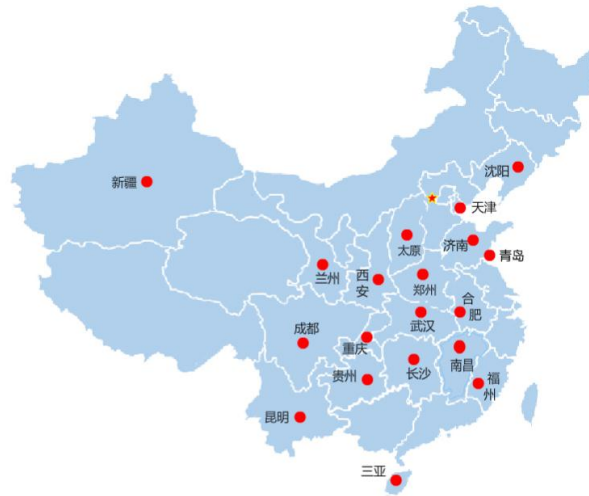 沈阳
新疆
天津
太原
济南
青岛
兰州
西安
郑州
合肥
武汉
成都
重庆
南昌
长沙
贵州
福州
昆明
三亚